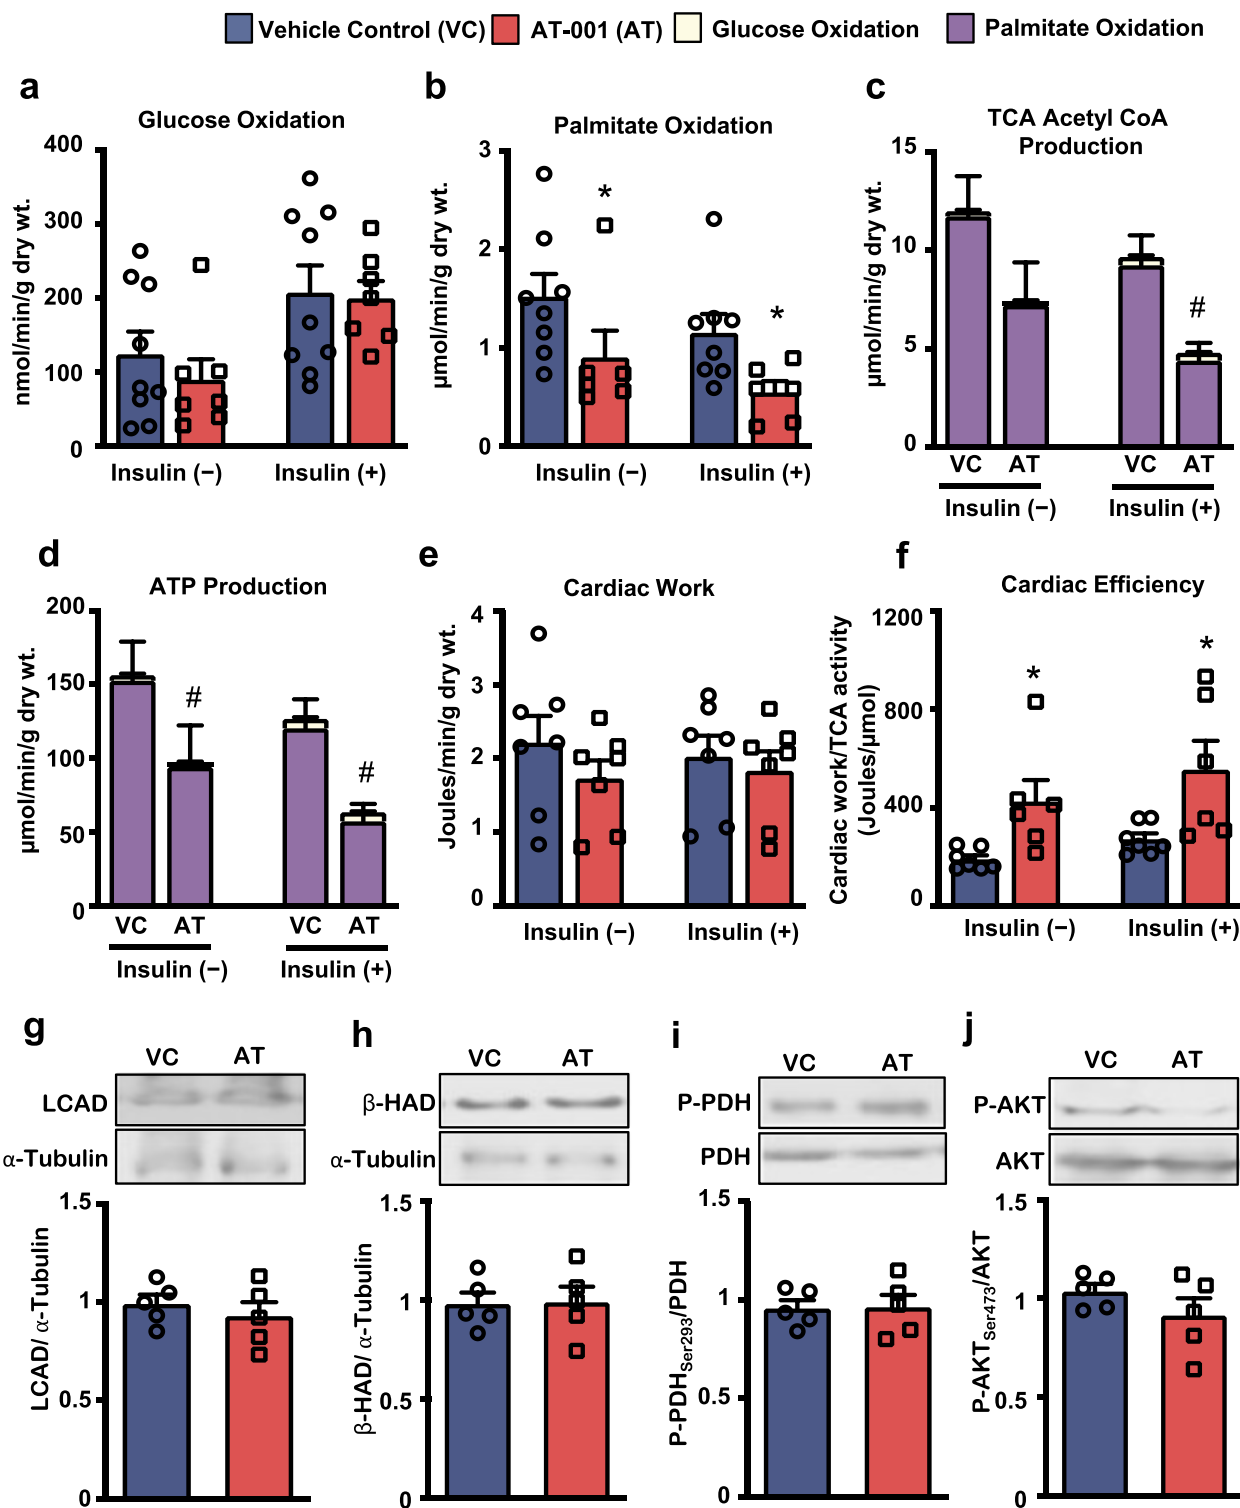 Vehicle Control (VC) AT-001 (AT) Glucose Oxidation Palmitate Oxidation
a
Glucose Oxidation
nmol/min/g dry wt.
400
300
200
100
0
Insulin (−) Insulin (+)
b
Palmitate Oxidation
µmol/min/g dry wt.
3
2
1
0
*
*
Insulin (−) Insulin (+)
c
TCA Acetyl CoA
Production
µmol/min/g dry wt.
15
10
5
0
#
VC AT VC AT
Insulin (−) Insulin (+)
d
ATP Production
µmol/min/g dry wt.
200
150
100
50
0
#
#
VC AT VC AT
Insulin (−) Insulin (+)
e
Cardiac Work
Joules/min/g dry wt.
4
3
2
1
0
Insulin (−) Insulin (+)
f
Cardiac Efficiency
Cardiac work/TCA activity
(Joules/µmol)
1200
800
400
0
*
*
Insulin (−) Insulin (+)
g
VC AT
LCAD
α-Tubulin
LCAD/ α-Tubulin
1.5
1
0.5
0
h
VC AT
β-HAD
α-Tubulin
β-HAD/ α-Tubulin
1.5
1
0.5
0
i
VC AT
P-PDH
PDH
P-PDHSer293/PDH
1.5
1
0.5
0
j
VC AT
P-AKT
AKT
P-AKTSer473/AKT
1.5
1
0.5
0